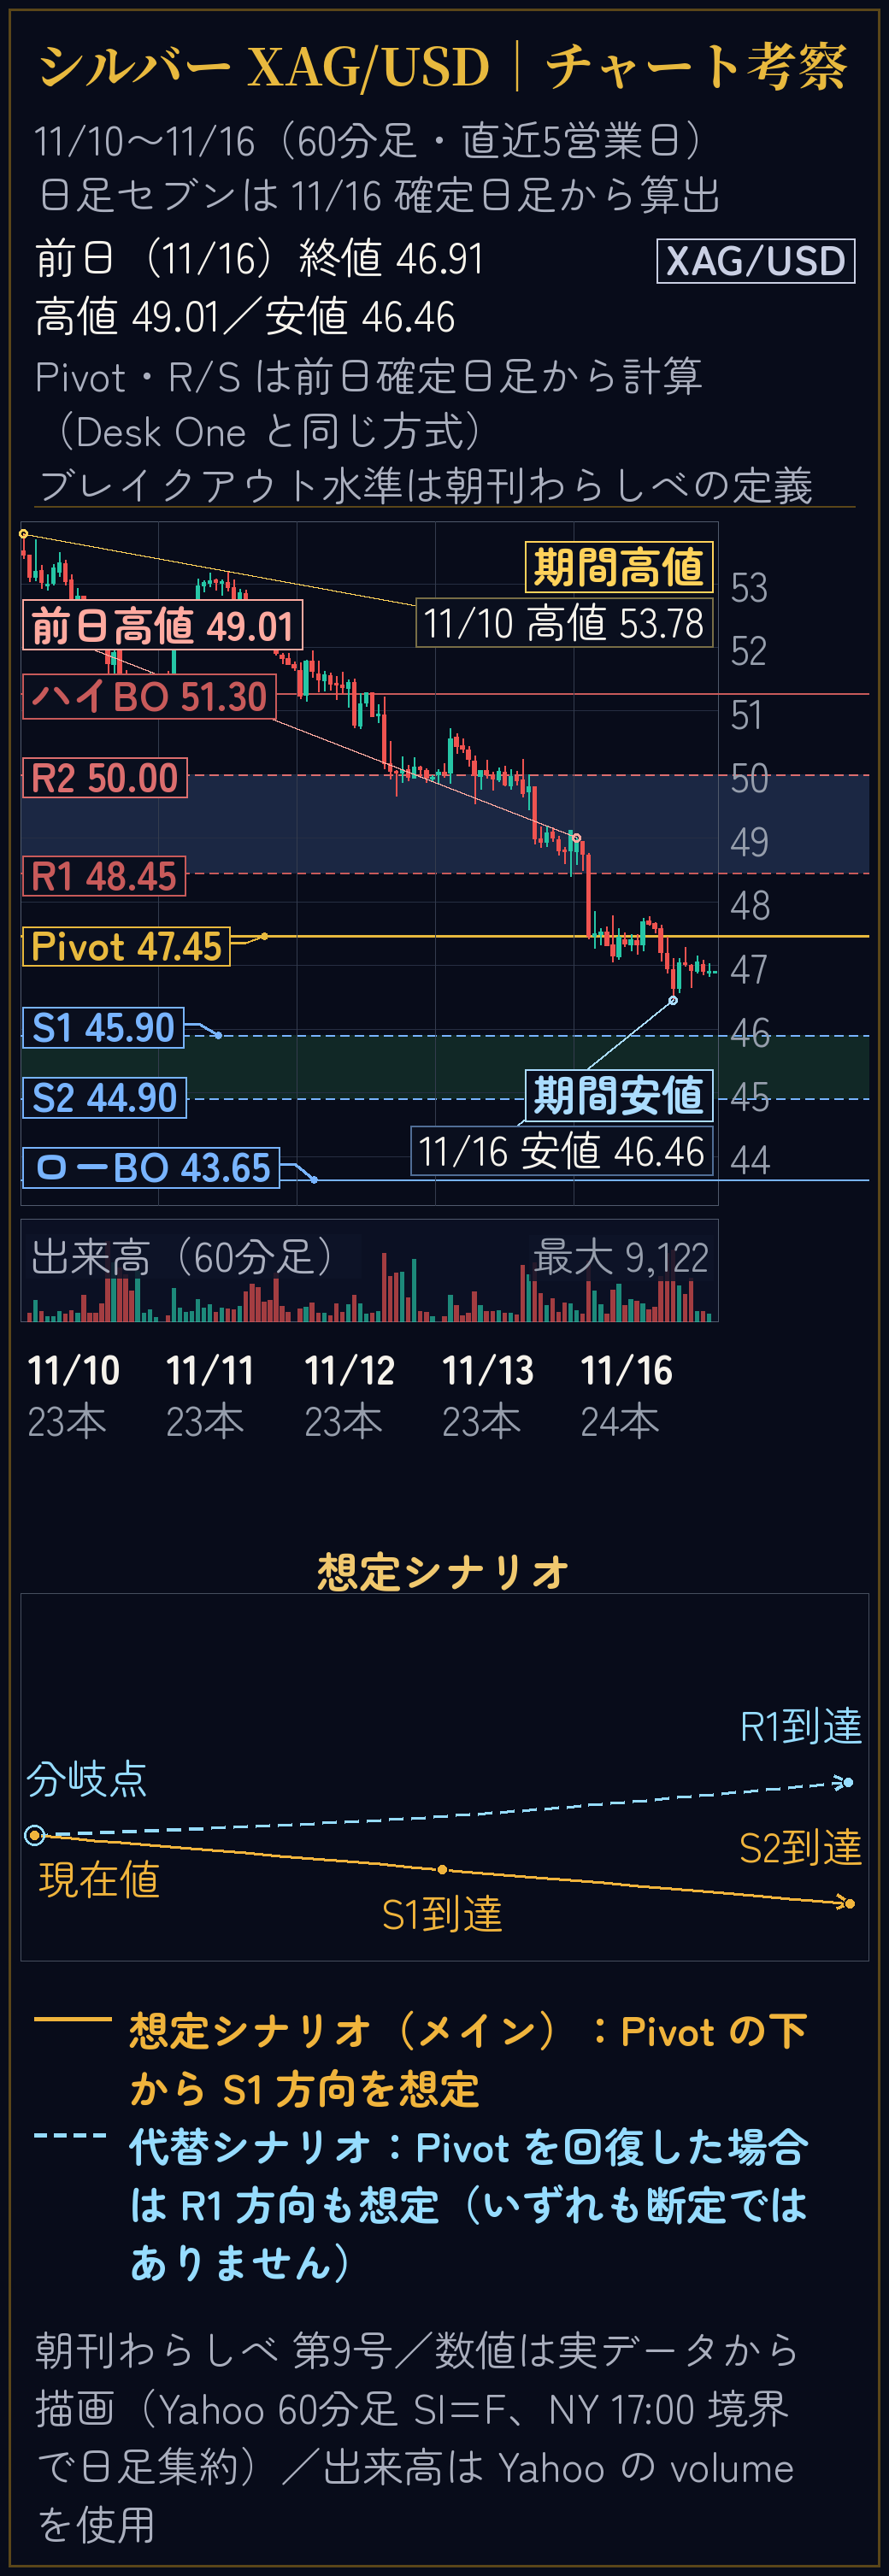 シルバー XAG/USD｜チャート考察
11/10〜11/16（60分足・直近5営業日）
日足セブンは 11/16 確定日足から算出
前日（11/16）終値 46.91
XAG/USD
高値 49.01／安値 46.46
Pivot・R/S は前日確定日足から計算
（Desk One と同じ方式）
ブレイクアウト水準は朝刊わらしべの定義
期間高値
11/10 高値 53.78
前日高値 49.01
ハイBO 51.30
R2 50.00
R1 48.45
Pivot 47.45
S1 45.90
S2 44.90
ローBO 43.65
期間安値
11/16 安値 46.46
53
52
51
50
49
48
47
46
45
44
出来高（60分足）
最大 9,122
11/10
11/11
11/12
11/13
11/16
23本
23本
23本
23本
24本
想定シナリオ
R1到達
分岐点
現在値
S2到達
S1到達
想定シナリオ（メイン）：Pivot の下
から S1 方向を想定
代替シナリオ：Pivot を回復した場合
は R1 方向も想定（いずれも断定では
ありません）
朝刊わらしべ 第9号／数値は実データから
描画（Yahoo 60分足 SI=F、NY 17:00 境界
で日足集約）／出来高は Yahoo の volume
を使用